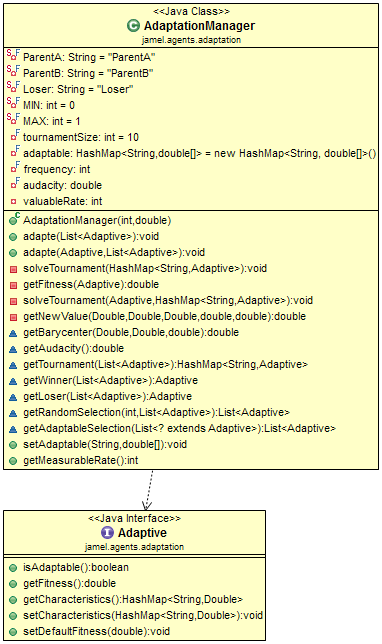 <<Java Class>>
AdaptationManager
jamel.agents.adaptation
ParentA: String = "ParentA"
ParentB: String = "ParentB"
Loser: String = "Loser"
MIN: int = 0
MAX: int = 1
tournamentSize: int = 10
adaptable: HashMap<String,double[]> = new HashMap<String, double[]>()
frequency: int
audacity: double
valuableRate: int
AdaptationManager(int,double)
adapte(List<Adaptive>):void
adapte(Adaptive,List<Adaptive>):void
solveTournament(HashMap<String,Adaptive>):void
getFitness(Adaptive):double
solveTournament(Adaptive,HashMap<String,Adaptive>):void
getNewValue(Double,Double,Double,double,double):double
getBarycenter(Double,Double,double):double
getAudacity():double
getTournament(List<Adaptive>):HashMap<String,Adaptive>
getWinner(List<Adaptive>):Adaptive
getLoser(List<Adaptive>):Adaptive
getRandomSelection(int,List<Adaptive>):List<Adaptive>
getAdaptableSelection(List<? extends Adaptive>):List<Adaptive>
setAdaptable(String,double[]):void
getMeasurableRate():int
<<Java Interface>>
Adaptive
jamel.agents.adaptation
isAdaptable():boolean
getFitness():double
getCharacteristics():HashMap<String,Double>
setCharacteristics(HashMap<String,Double>):void
setDefaultFitness(double):void